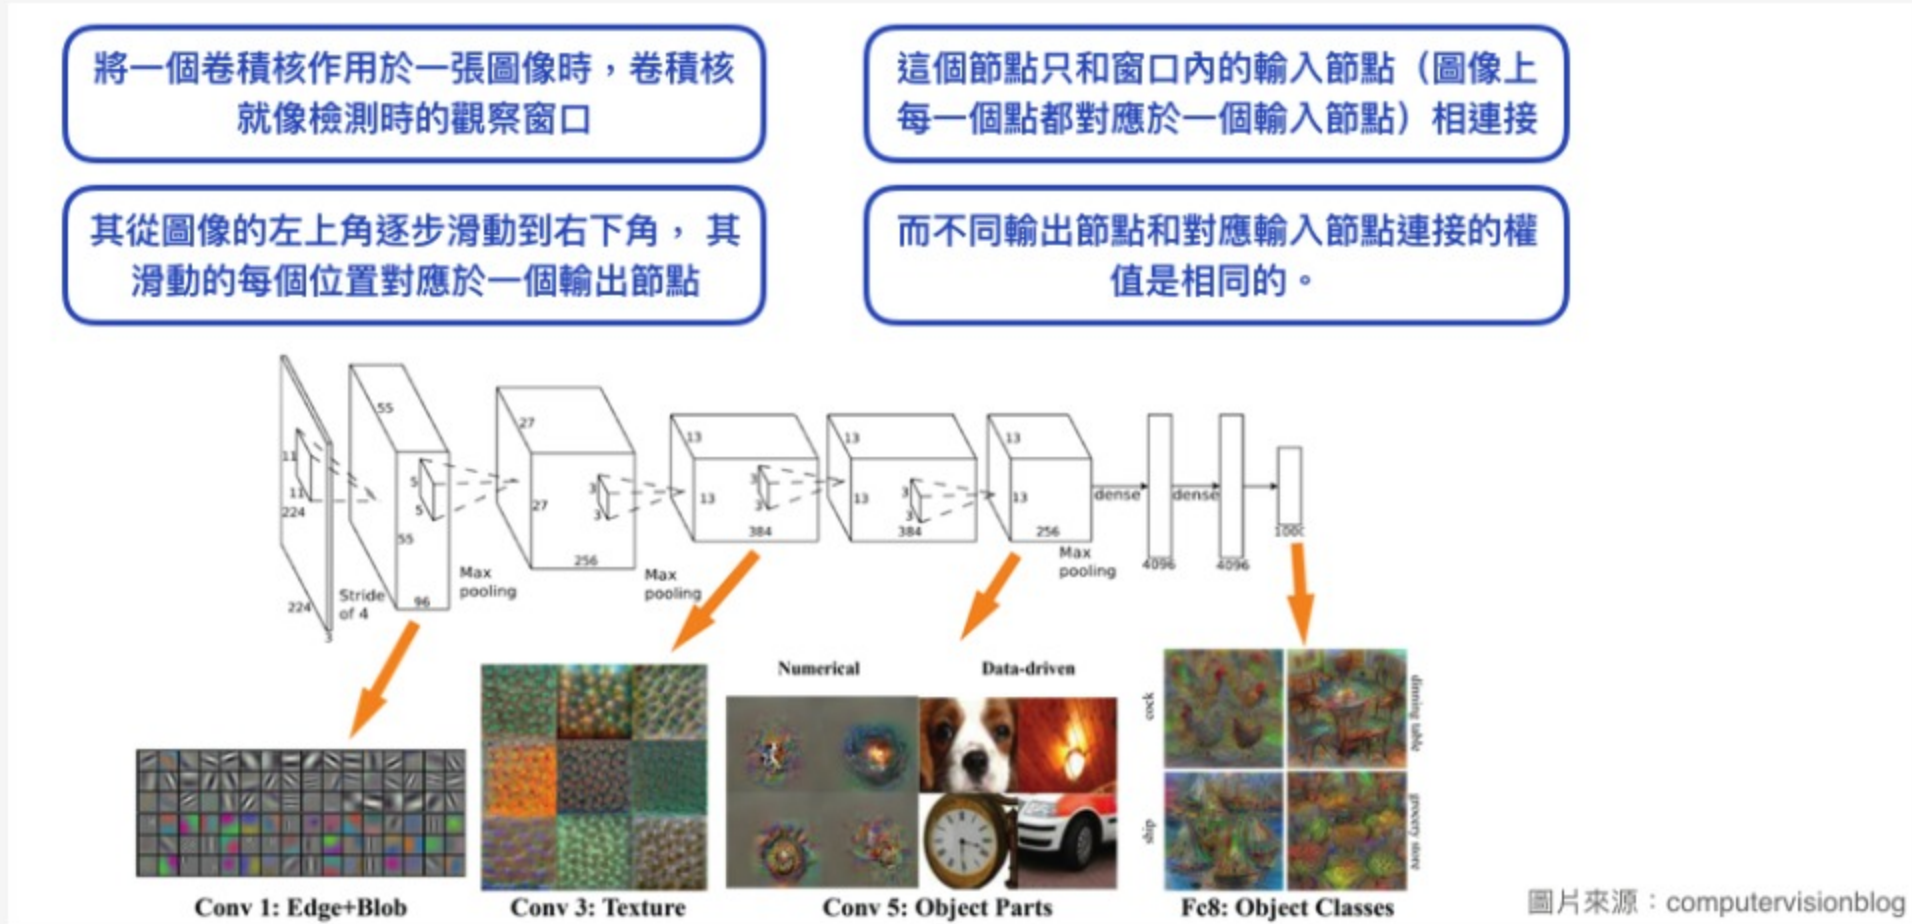 將一個卷積核作用於一張圖像時，卷積核
就像檢測時的觀察窗口
這個節點只和窗口內的輸入節點（圖像上
每一個點都對應於一個輸入節點）相連接
其從圖像的左上角逐步滑動到右下角， 其
滑動的每個位置對應於一個輸出節點
而不同輸出節點和對應輸入節點連接的權
值是相同的。
11
11
224
224
3
Stride
of 4
55
55
96
5
5
Max
pooling
27
27
256
3
3
Max
pooling
13
13
384
3
3
13
13
384
3
3
13
13
256
Max
pooling
dense
4096
dense
4096
Numerical
Data-driven
cock
dinning table
ship
grocery store
Conv 1: Edge+Blob
Conv 3: Texture
Conv 5: Object Parts
Fc8: Object Classes
圖片來源：computervisionblog